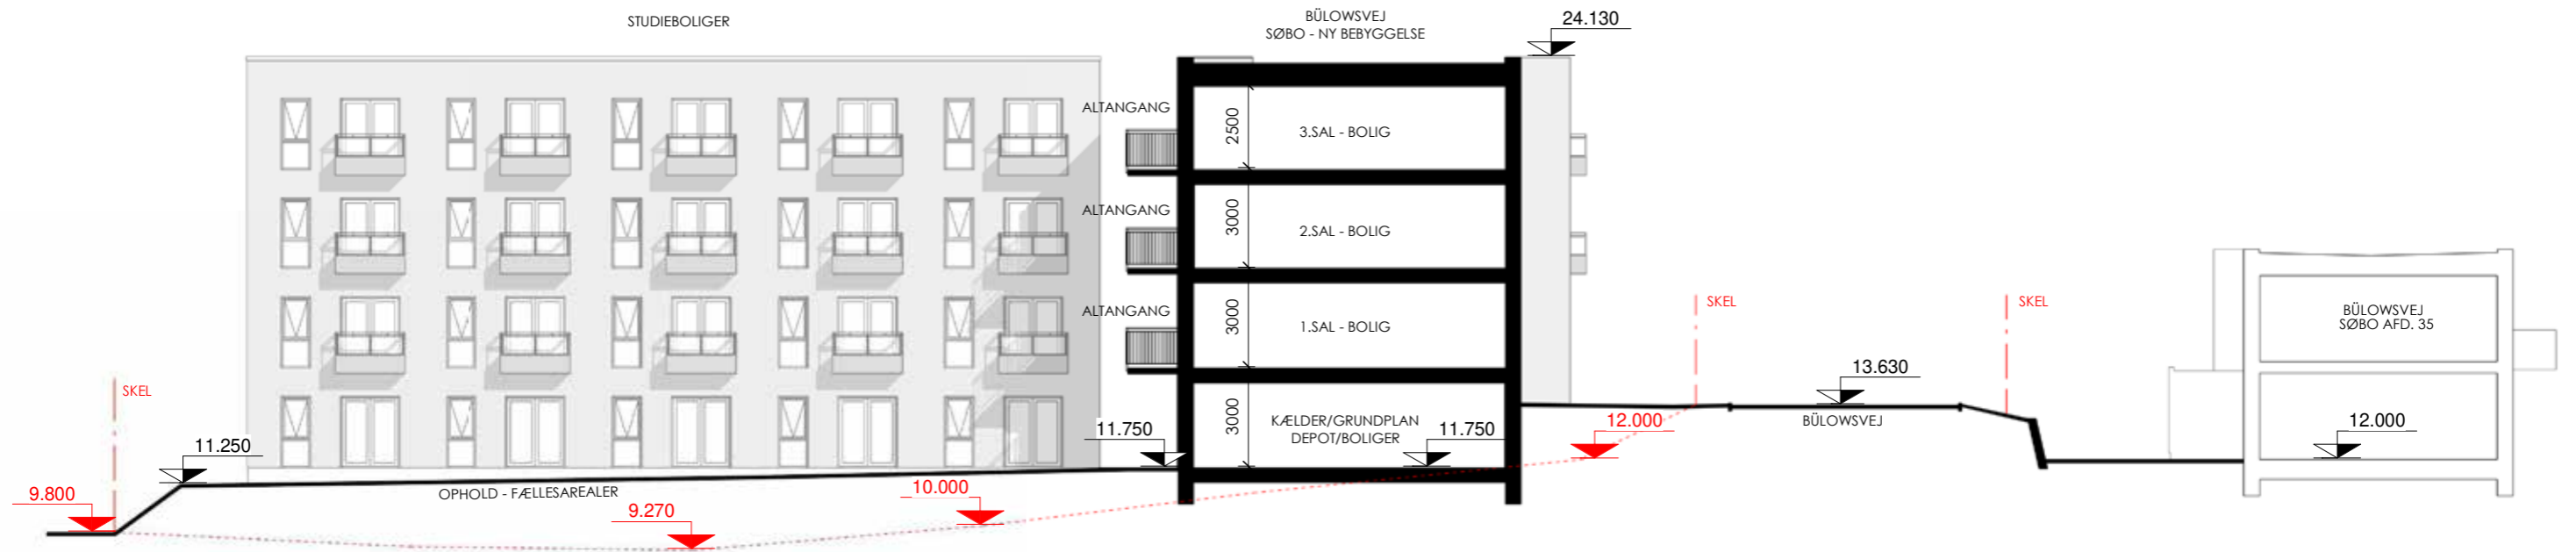 STUDIEBOLIGER
BÜLOWSVEJ
SØBO - NY BEBYGGELSE
24.130
ALTANGANG
2500
3.SAL - BOLIG
ALTANGANG
3000
2.SAL - BOLIG
ALTANGANG
3000
1.SAL - BOLIG
SKEL
SKEL
BÜLOWSVEJ
SØBO AFD. 35
SKEL
13.630
11.250
11.750
3000
KÆLDER/GRUNDPLAN
DEPOT/BOLIGER
11.750
12.000
BÜLOWSVEJ
12.000
9.800
OPHOLD - FÆLLESAREALER
9.270
10.000